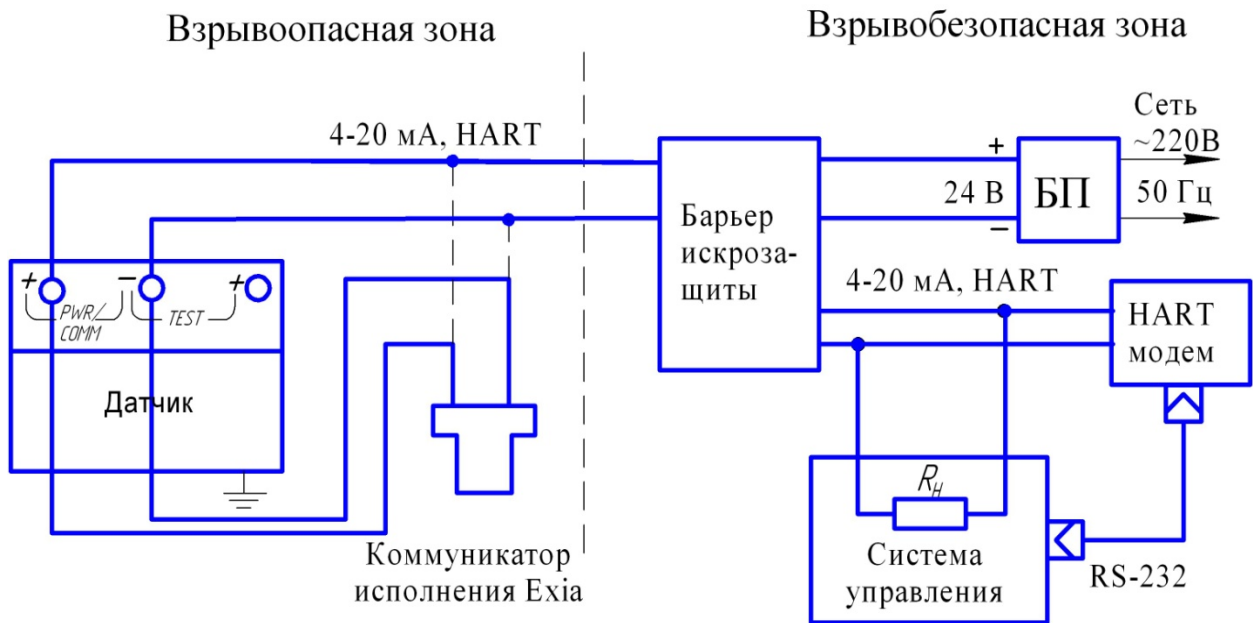 Взрывоопасная зона
Взрывобезопасная зона
4-20 мА, HART
Барьер
искроза-
щиты
+
24 В
−
БП
Сеть
~220В
50 Гц
4-20 мА, HART
HART
модем
+ − +
PWR/
COMM
TEST
Датчик
Rн
Система
управления
RS-232
Коммуникатор
исполнения Exia